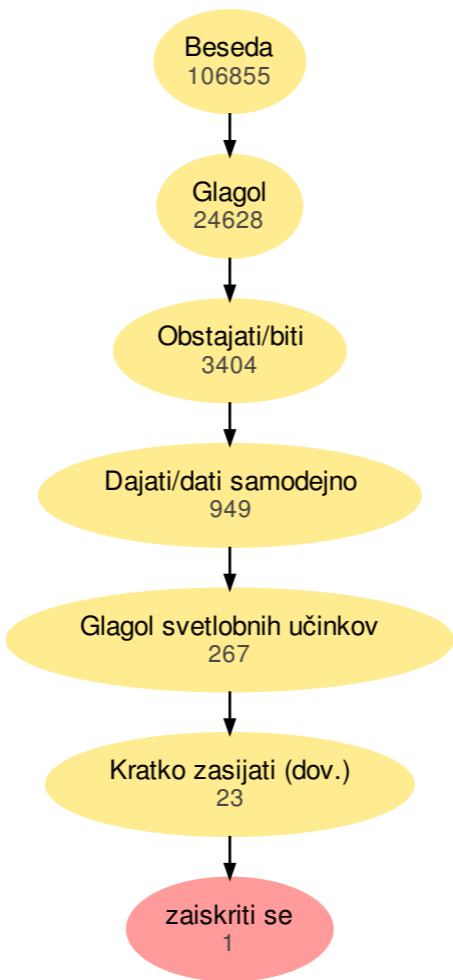 Beseda
106855
Glagol
24628
Obstajati/biti
3404
Dajati/dati samodejno
949
Glagol svetlobnih učinkov
267
Kratko zasijati (dov.)
23
zaiskriti se
1